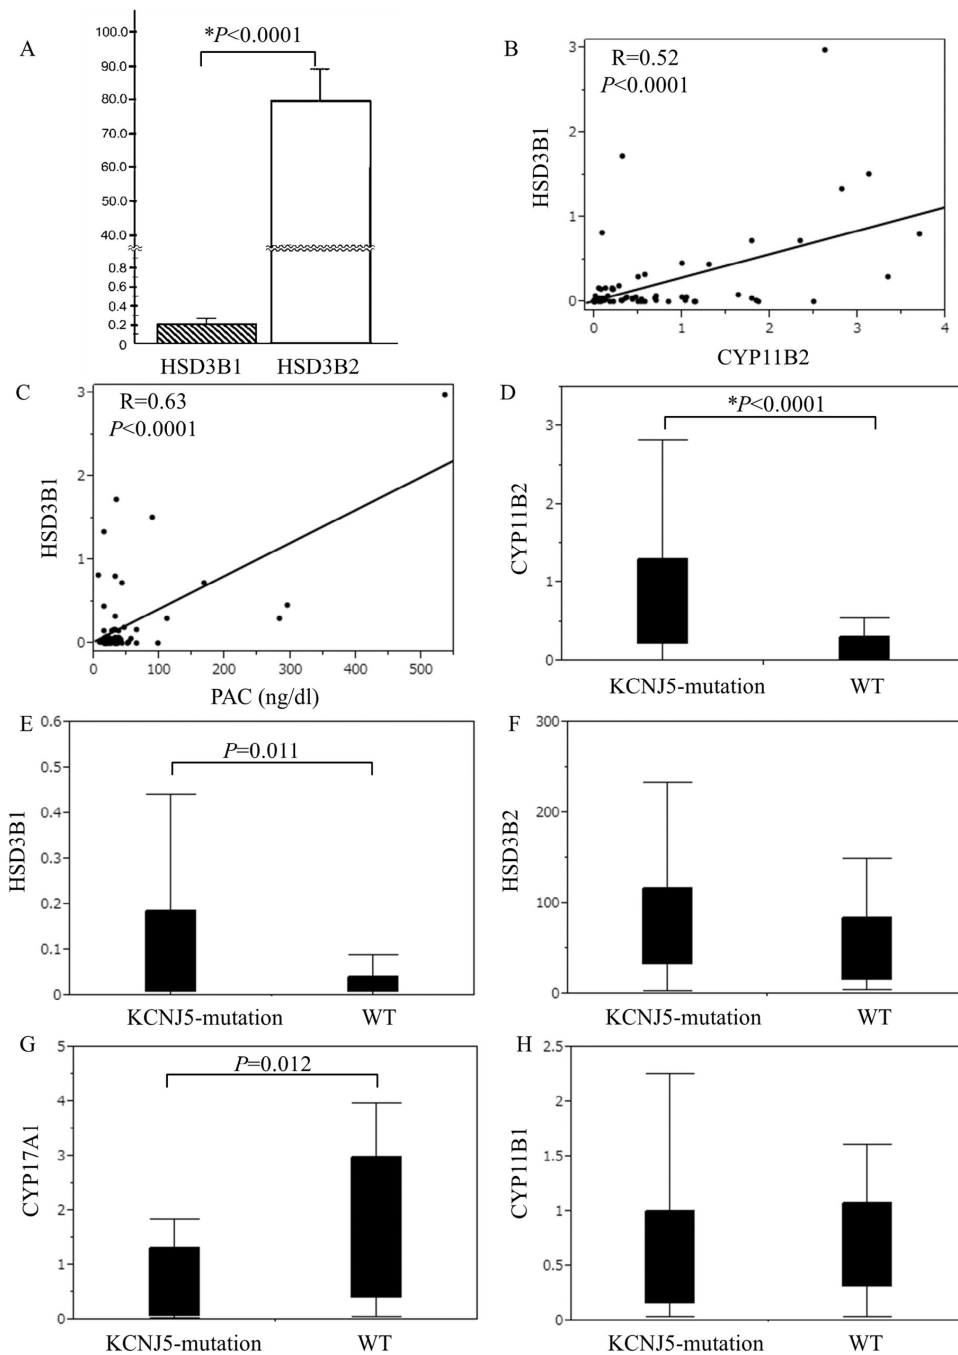 A
*P<0.0001
100.0
90.0
80.0
70.0
60.0
50.0
40.0
0.8
0.6
0.4
0.2
0
HSD3B1 HSD3B2
B
R=0.52
P<0.0001
HSD3B1
3
2
1
0
0 1 2 3 4
CYP11B2
C
R=0.63
P<0.0001
HSD3B1
3
2
1
0
0 100 200 300 400 500
PAC (ng/dl)
D
*P<0.0001
CYP11B2
3
2
1
0
KCNJ5-mutation WT
E
P=0.011
HSD3B1
0.6
0.5
0.4
0.3
0.2
0.1
0
KCNJ5-mutation WT
F
HSD3B2
300
200
100
0
KCNJ5-mutation WT
G
P=0.012
CYP17A1
5
4
3
2
1
0
KCNJ5-mutation WT
H
CYP11B1
2.5
2
1.5
1
0.5
0
KCNJ5-mutation WT